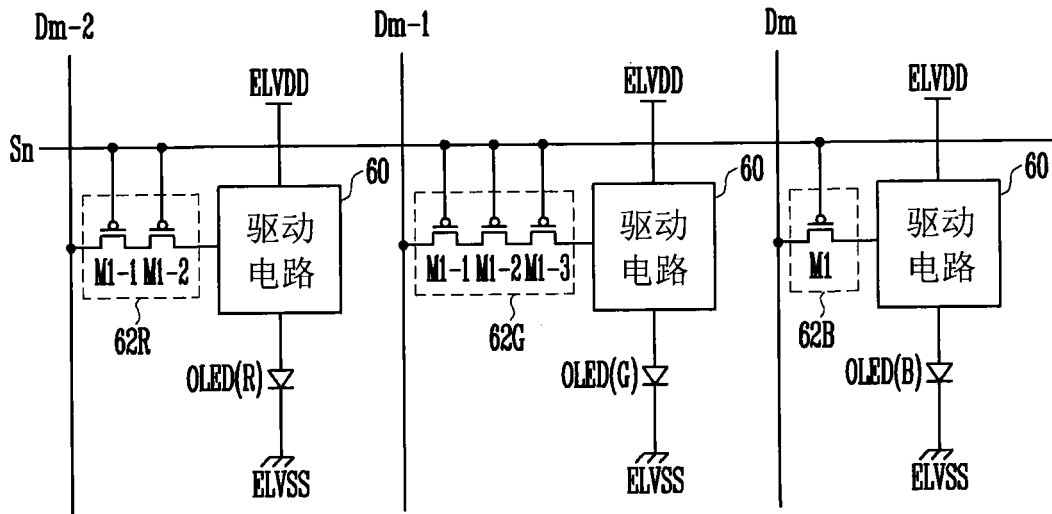 Dm-2
Dm-1
Dm
ELVDD
ELVDD
ELVDD
Sn
60
60
60
驱动
电路
驱动
电路
驱动
电路
M1-1 M1-2
M1-1 M1-2 M1-3
M1
62R
62G
62B
OLED(R)
OLED(G)
OLED(B)
ELVSS
ELVSS
ELVSS